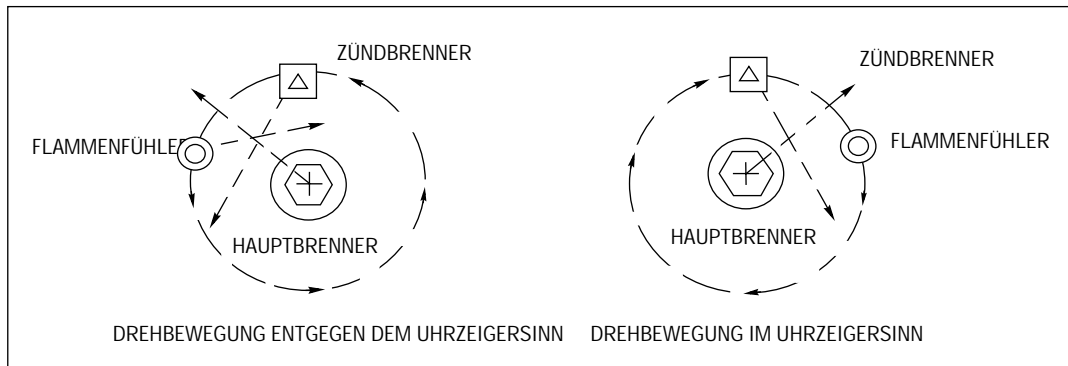 ZÜNDBRENNER
FLAMMENFÜHLER
HAUPTBRENNER
DREHBEWEGUNG ENTGEGEN DEM UHRZEIGERSINN
ZÜNDBRENNER
FLAMMENFÜHLER
HAUPTBRENNER
DREHBEWEGUNG IM UHRZEIGERSINN